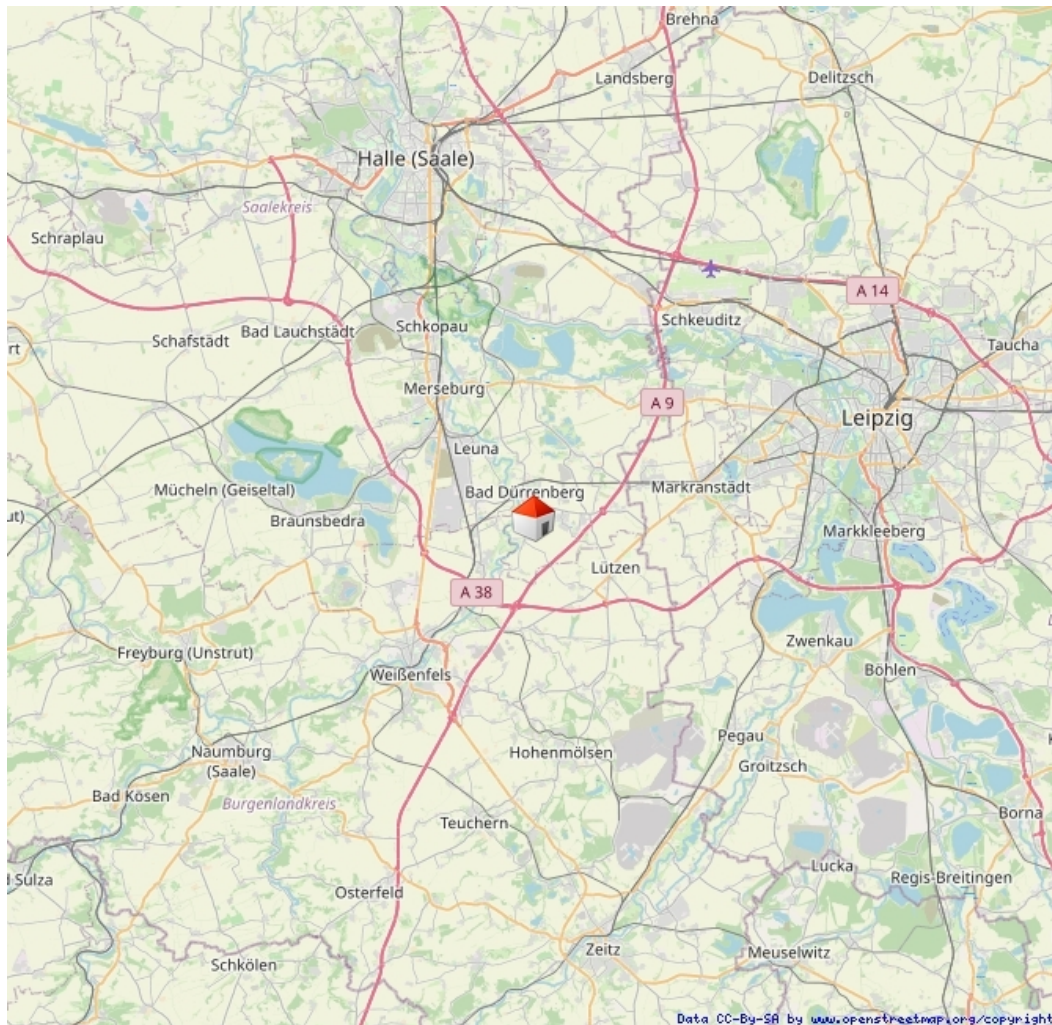 Brehna
Landsberg
Delitzsch
Halle (Saale)
Saalekreis
Schraplau
A 14
Schkeuditz
Schkopau
Bad Lauchstädt
Schafstädt
Taucha
rt
Merseburg
A 9
Leipzig
Leuna
Mücheln (Geiseltal)
Bad Dürrenberg
Markranstädt
ut)
Braunsbedra
Markkleeberg
Lützen
A 38
Zwenkau
Freyburg (Unstrut)
Böhlen
Weißenfels
Pegau
K
Naumburg
(Saale)
Hohenmölsen
Groitzsch
Bad Kösen
Burgenlandkreis
Borna
Teuchern
Lucka
d Sulza
Regis-Breitingen
Osterfeld
Zeitz
Meuselwitz
Schkölen
Data CC-By-SA by www.openstreetmap.org/copyright